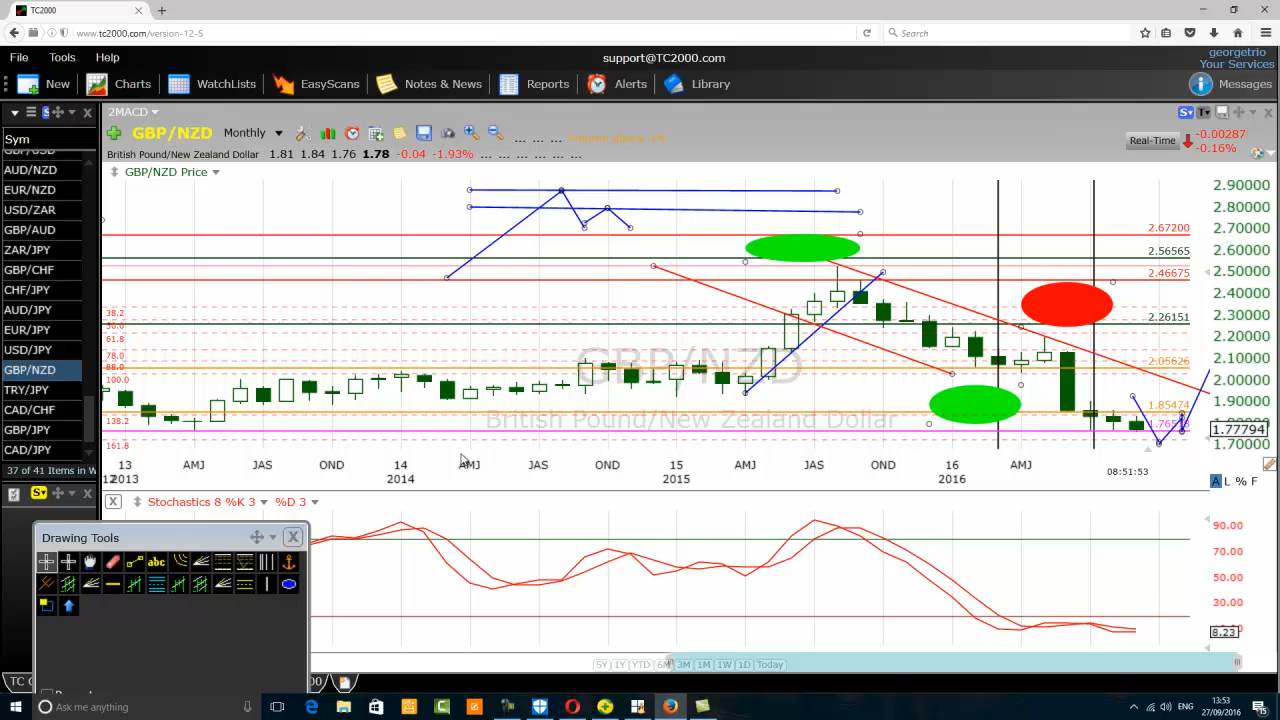 TC2000
www.tc2000.com/version-12-5
Search
File Tools Help
support@TC2000.com
georgetrio
Your Services
New Charts WatchLists EasyScans Notes & News Reports Alerts Library Messages
2MACD
Sym
GBP/NZD Monthly
Real-Time
-0.00287
-0.16%
British Pound/New Zealand Dollar 1.81 1.84 1.76 1.78 -0.04 -1.93%
GBP/NZD Price
AUD/NZD
EUR/NZD
USD/ZAR
GBP/AUD
ZAR/JPY
GBP/CHF
CHF/JPY
AUD/JPY
EUR/JPY
USD/JPY
GBP/NZD
TRY/JPY
CAD/CHF
GBP/JPY
CAD/JPY
37 of 41 Items in W
GBP/NZD
British Pound/New Zealand Dollar
38.2
61.8
78.0
88.0
100.0
138.2
161.8
2.67200
2.56565
2.46675
2.26151
2.05626
1.85474
2.90000
2.80000
2.70000
2.60000
2.50000
2.40000
2.30000
2.20000
2.10000
2.00000
1.90000
1.80000
1.77794
1.70000
13 AMJ JAS OND 14 AMJ JAS OND 15 AMJ JAS OND 16 AMJ
2013 2014 2015 2016
08:51:53
A L % F
X Stochastics 8 %K 3 %D 3
90.00
70.00
50.00
30.00
8.23
Drawing Tools X
abc
5Y 1Y YTD 6M 3M 1M 1W 1D Today
Ask me anything
ENG
13:53
27/09/2016